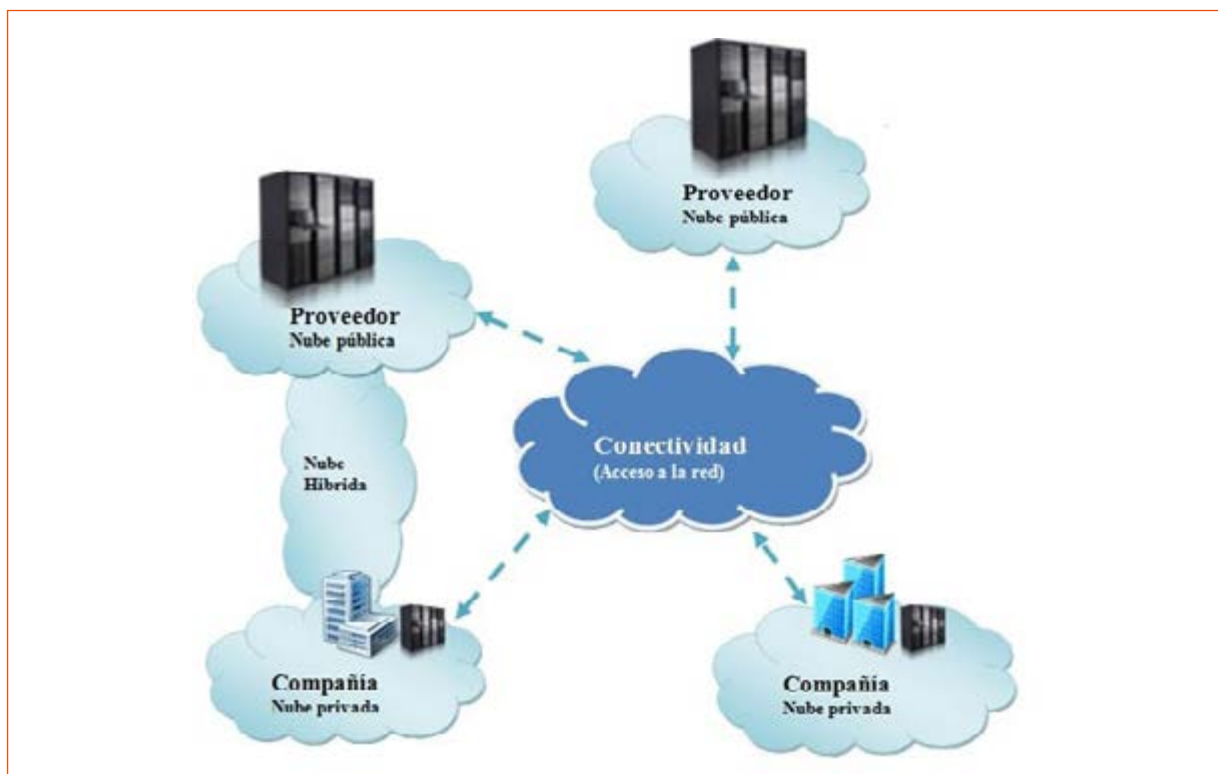 Proveedor
Nube pública
Proveedor
Nube pública
Conectividad
(Acceso a la red)
Nube
Híbrida
Compañía
Nube privada
Compañía
Nube privada